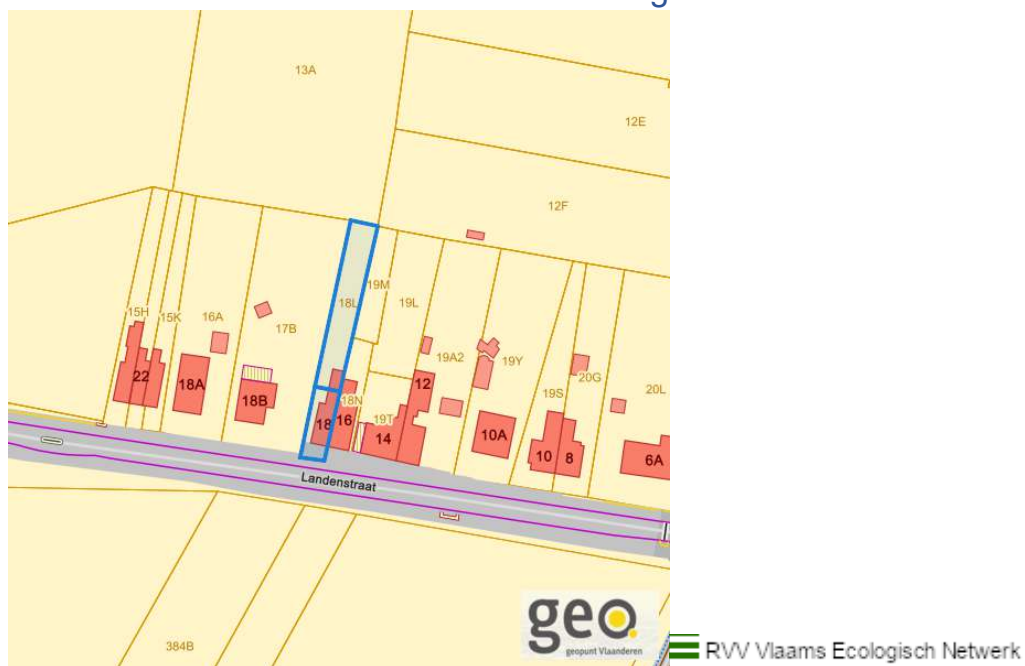 13A
12E
12F
19M
18L
19L
15H
15K
16A
17B
19A2
19Y
20G
19S
20L
22
18A
18B
18
16
18N
19T
14
12
10A
10
8
6A
Landenstraat
384B
geo
geopunt Vlaanderen
RVV Vlaams Ecologisch Netwerk